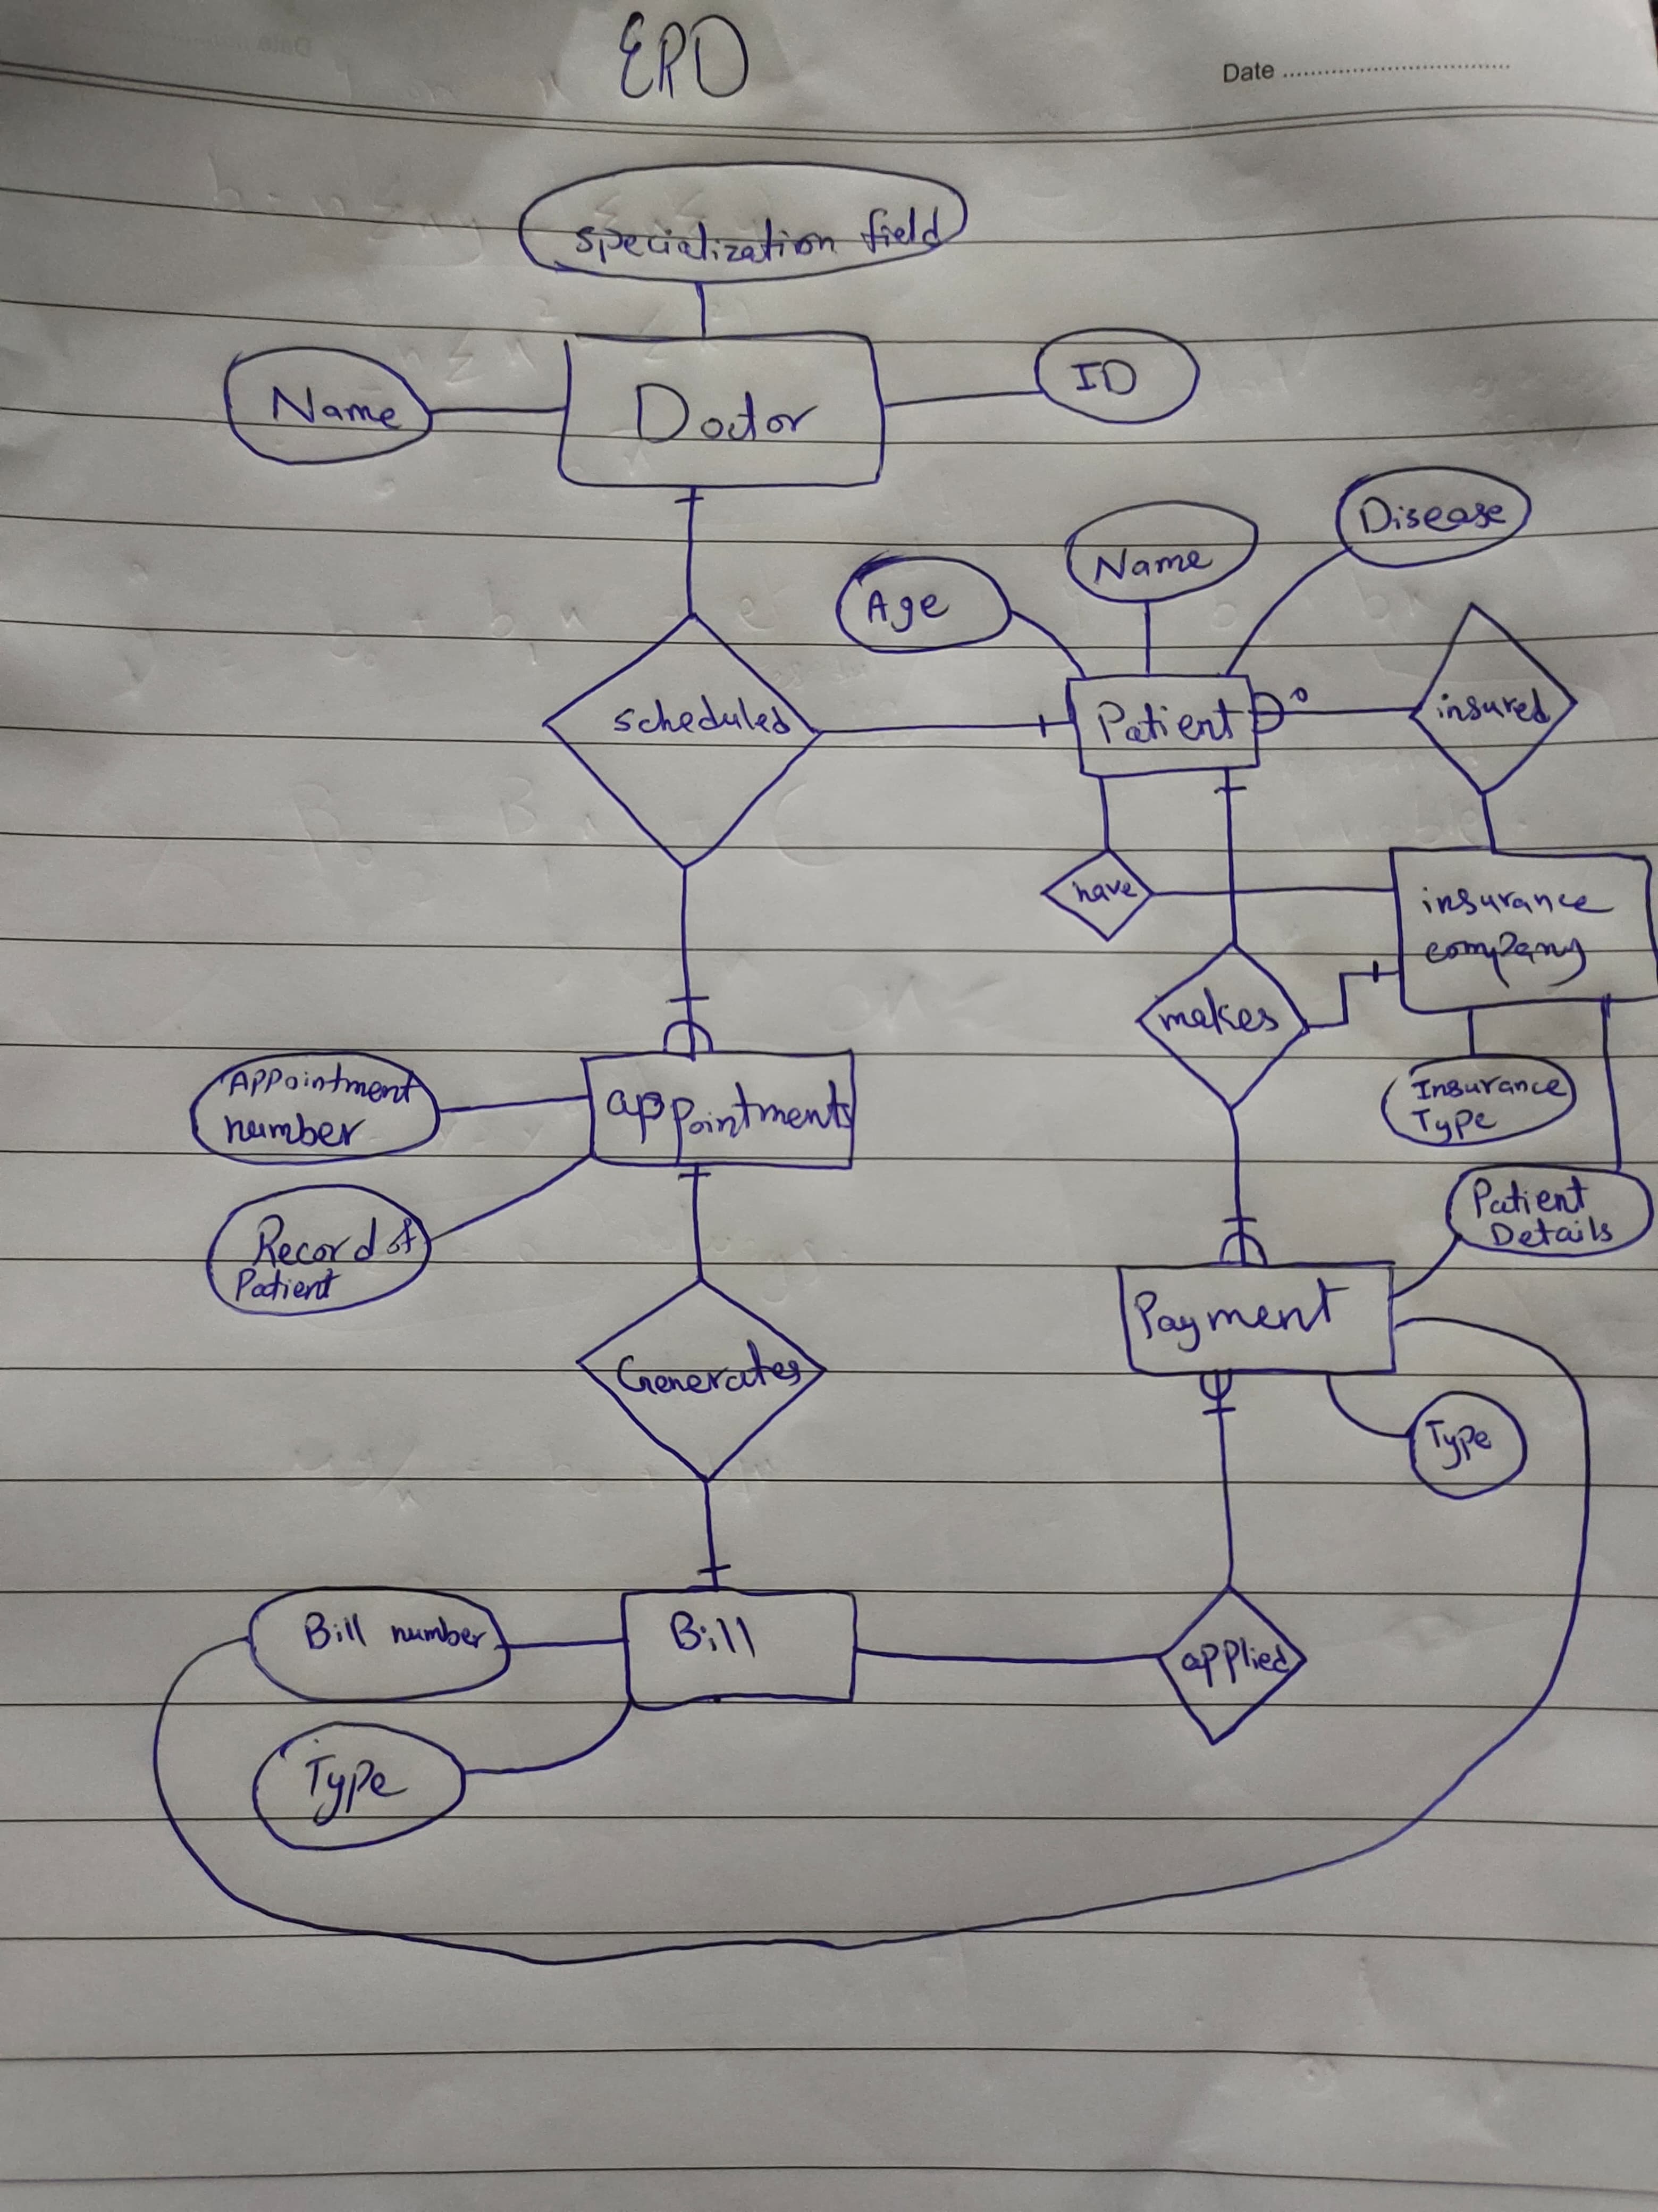 ERD
Date
specialization field
Name
Doctor
ID
Disease
Name
Age
scheduled
Patient
insured
have
insurance
company
makes
Appointment
number
appointments
Insurance
Type
Record of
Patient
Patient
Details
Payment
Generates
Type
Bill number
Bill
applied
Type